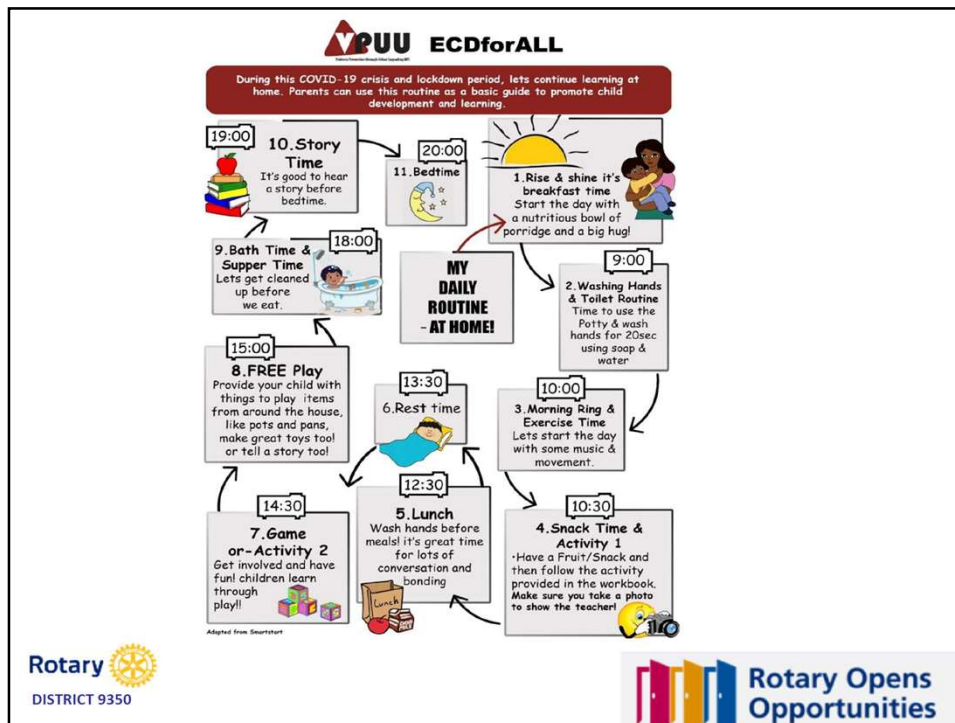 VPUU ECDforALL
During this COVID-19 crisis and lockdown period, lets continue learning at
home. Parents can use this routine as a basic guide to promote child
development and learning.
MY
DAILY
ROUTINE
- AT HOME!
1.Rise & shine it's
breakfast time
Start the day with
a nutritious bowl of
porridge and a big hug!
9:00
2.Washing Hands
& Toilet Routine
Time to use the
Potty & wash
hands for 20sec
using soap &
water
10:00
3.Morning Ring &
Exercise Time
Lets start the day
with some music &
movement.
10:30
4.Snack Time &
Activity 1
·Have a Fruit/Snack and
then follow the activity
provided in the workbook.
Make sure you take a photo
to show the teacher!
12:30
5.Lunch
Wash hands before
meals! it's great time
for lots of
conversation and
bonding
Lunch
13:30
6.Rest time
14:30
7.Game
or-Activity 2
Get involved and have
fun! children learn
through
play!!
15:00
8.FREE Play
Provide your child with
things to play items
from around the house,
like pots and pans,
make great toys too!
or tell a story too!
18:00
9.Bath Time &
Supper Time
Lets get cleaned
up before
we eat.
19:00
10.Story
Time
It's good to hear
a story before
bedtime.
20:00
11.Bedtime
Adapted from Smartstart
Rotary
DISTRICT 9350
Rotary Opens
Opportunities